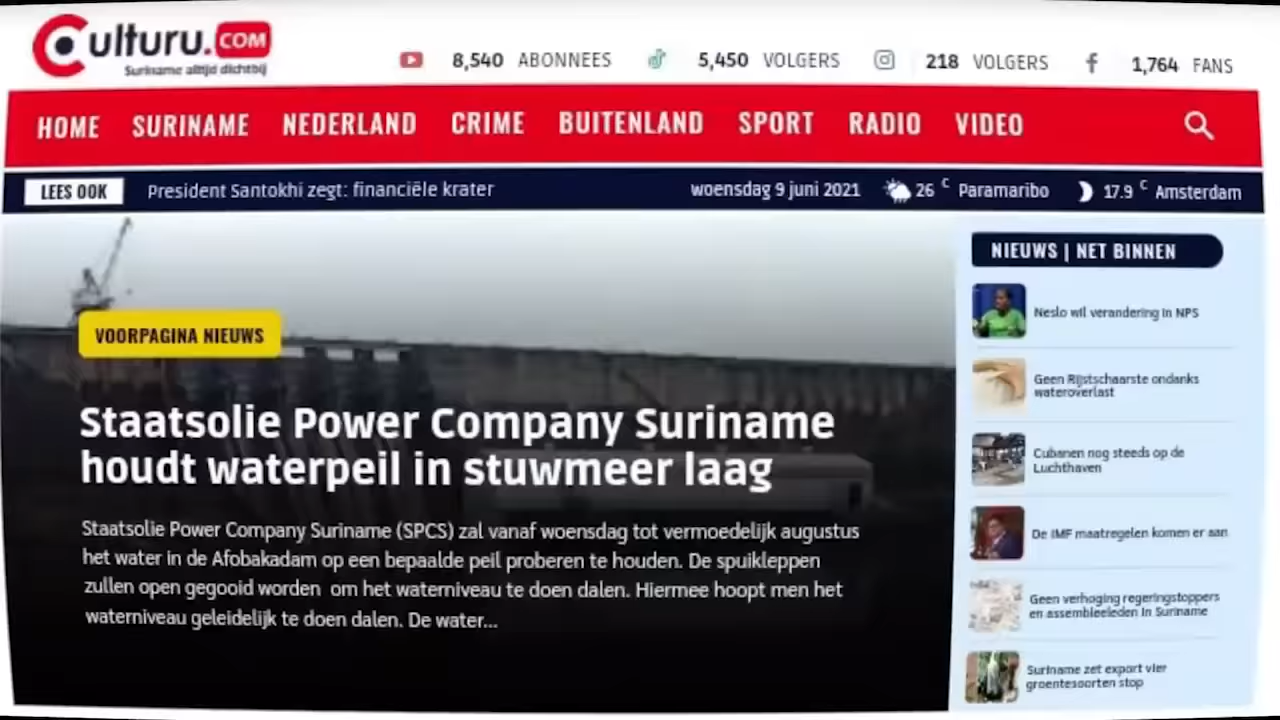 Culturu.COM
Suriname altijd dichtbij
8,540 ABONNEES 5,450 VOLGERS 218 VOLGERS 1,764 FANS
HOME SURINAME NEDERLAND CRIME BUITENLAND SPORT RADIO VIDEO
LEES OOK President Santokhi zegt: financiële krater woensdag 9 juni 2021 26 C Paramaribo 17.9 C Amsterdam
NIEUWS | NET BINNEN
VOORPAGINA NIEUWS
Staatsolie Power Company Suriname
houdt waterpeil in stuwmeer laag
Staatsolie Power Company Suriname (SPCS) zal vanaf woensdag tot vermoedelijk augustus
het water in de Afobakadam op een bepaalde peil proberen te houden. De spuikleppen
zullen open gegooid worden om het waterniveau te doen dalen. Hiermee hoopt men het
waterniveau geleidelijk te doen dalen. De water...
Neslo wil verandering in NPS
Geen Rijstschaarste ondanks
wateroverlast
Cubanen nog steeds op de
Luchthaven
De IMF maatregelen komen er aan
Geen verhoging regeringstoppers
en assembleeleden in Suriname
Suriname zet export vier
groentesoorten stop